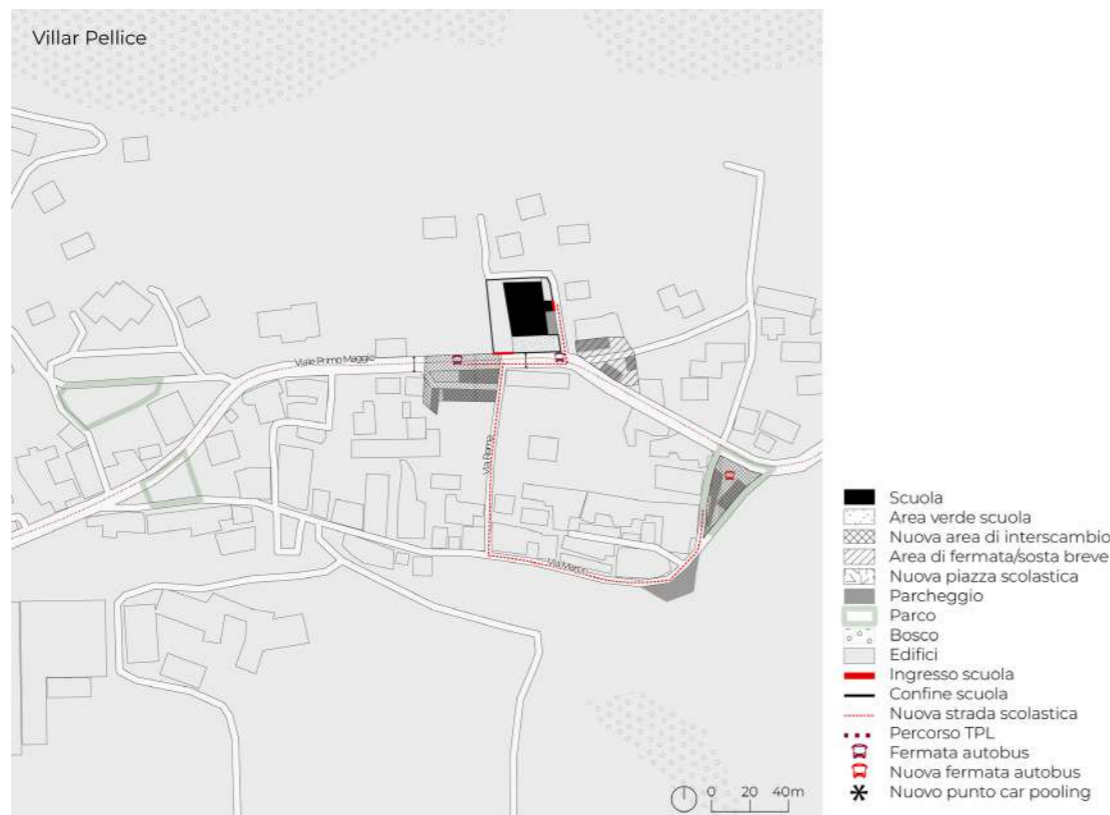 Villar Pellice
Viale Primo Maggio
Via Roma
Via Maron
Scuola
Area verde scuola
Nuova area di interscambio
Area di fermata/sosta breve
Nuova piazza scolastica
Parcheggio
Parco
Bosco
Edifici
Ingresso scuola
Confine scuola
Nuova strada scolastica
Percorso TPL
Fermata autobus
Nuova fermata autobus
Nuovo punto car pooling
0 20 40m